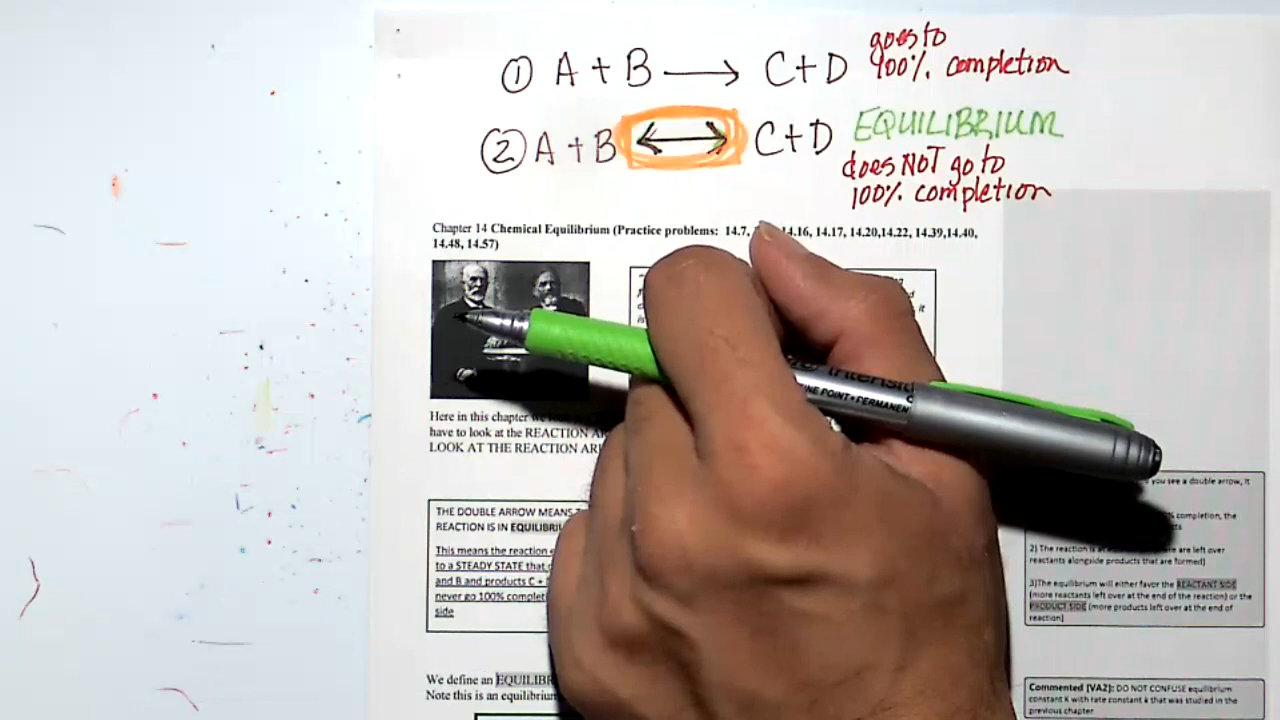 ① A + B → C+D goes to
100% completion
② A + B ↔ C+D EQUILIBRIUM
does NOT go to
100% completion
Chapter 14 Chemical Equilibrium (Practice problems: 14.7, 14.16, 14.17, 14.20,14.22, 14.39,14.40,
14.48, 14.57)
Here in this chapter
have to look at the REACTION
LOOK AT THE REACTION
THE DOUBLE ARROW MEANS
REACTION IS IN
This means the reaction
to a STEADY STATE
and B and products C +
never go 100%
side
We define an
Note this is an equilibrium
INE POINT • PERMANEN
you see a double arrow, it
completion, the
2) The reaction is
are left over
reactants alongside products that are formed)
3)The equilibrium will either favor the REACTANT SIDE
(more reactants left over at the end of the reaction) or the
PRODUCT SIDE (more products left over at the end of
reaction)
Commented [VA2]: DO NOT CONFUSE equilibrium
constant K with rate constant k that was studied in the
previous chapter